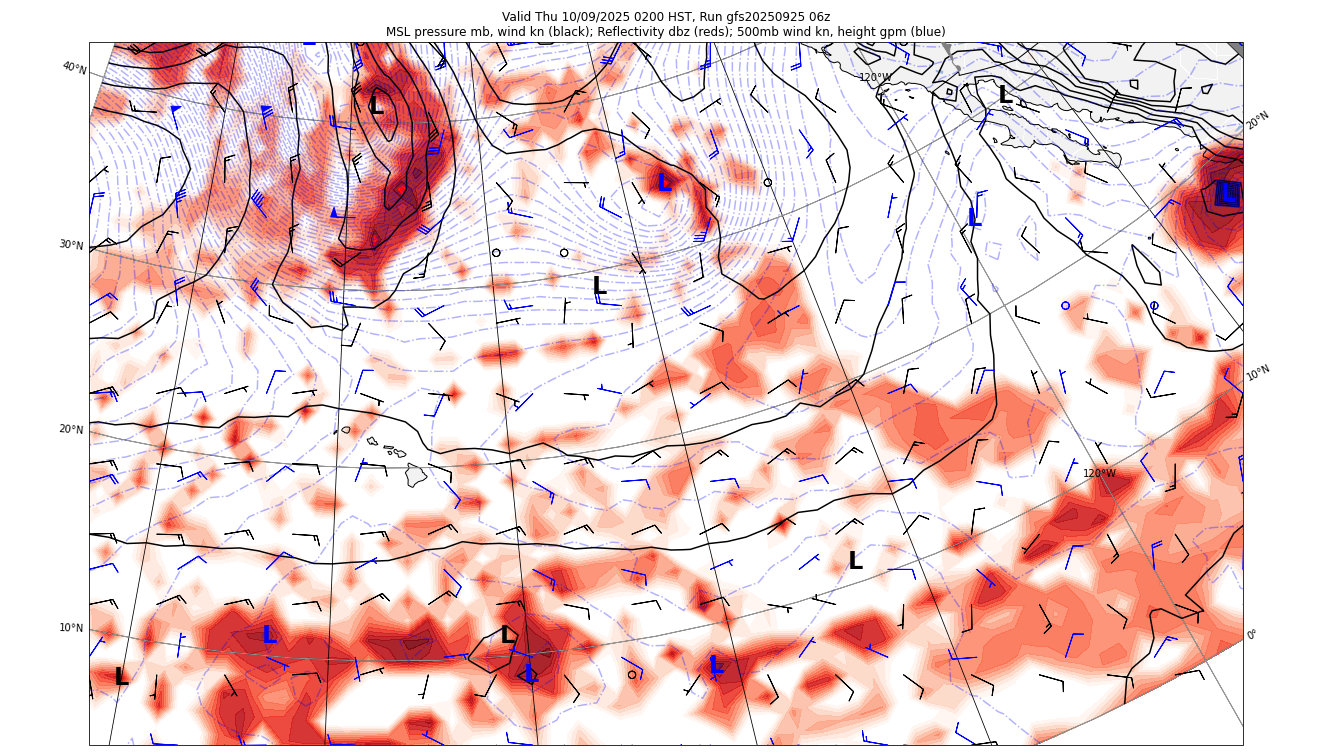 Valid Thu 10/09/2025 0200 HST, Run gfs20250925 06z
MSL pressure mb, wind kn (black); Reflectivity dbz (reds); 500mb wind kn, height gpm (blue)
40°N
120°W
L
L
20°N
L
L
L
30°N
L
10°N
20°N
120°W
L
10°N
L
L
0°
L
L
L